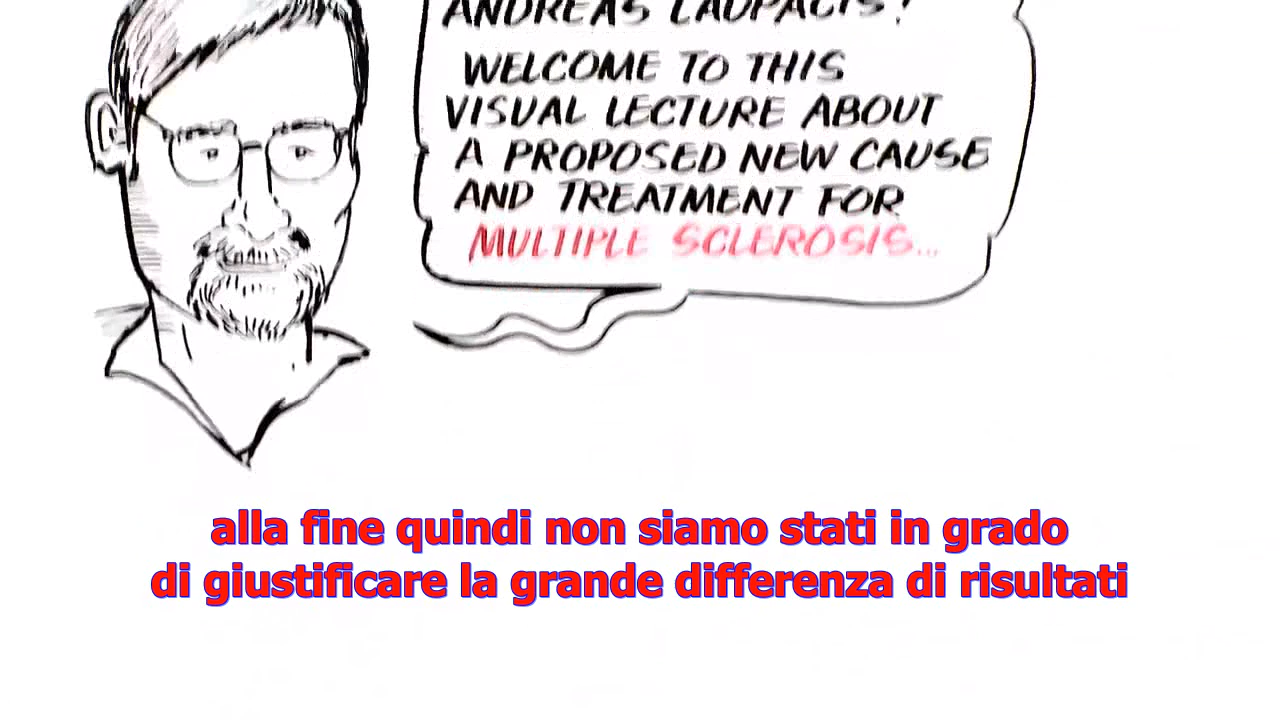 ANDREAS LAUPACIS!
WELCOME TO THIS
VISUAL LECTURE ABOUT
A PROPOSED NEW CAUSE
AND TREATMENT FOR
MULTIPLE SCLEROSIS...
alla fine quindi non siamo stati in grado
di giustificare la grande differenza di risultati